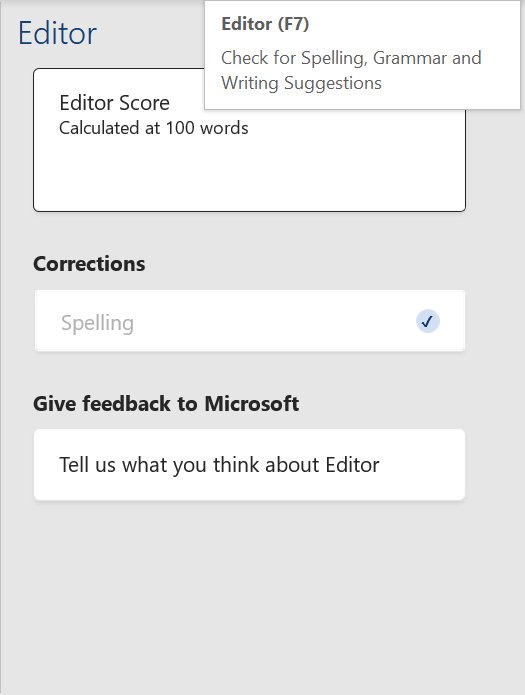 Editor
Editor (F7)
Check for Spelling, Grammar and
Writing Suggestions
Editor Score
Calculated at 100 words
Corrections
Spelling
Give feedback to Microsoft
Tell us what you think about Editor